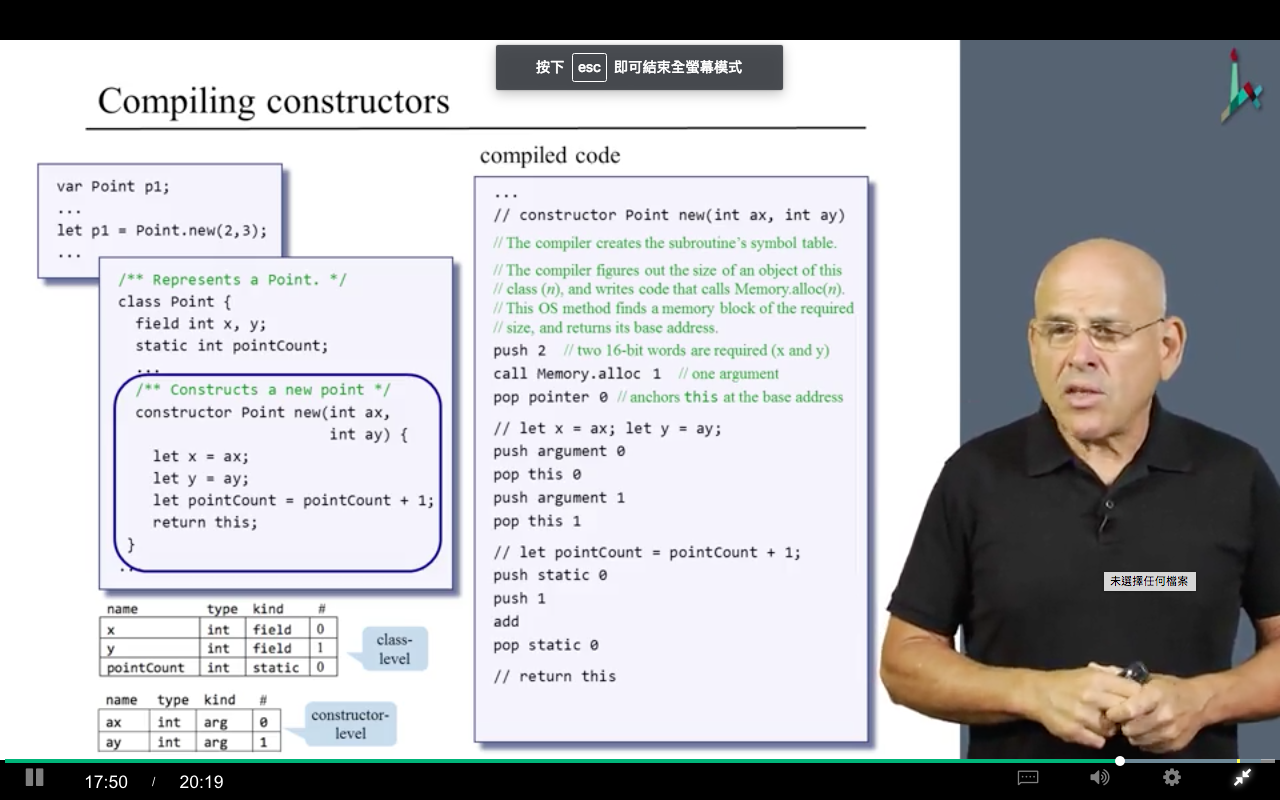 按下 esc 即可結束全螢幕模式
Compiling constructors
var Point p1;
...
let p1 = Point.new(2,3);
...
/** Represents a Point. */
class Point {
field int x, y;
static int pointCount;
...
/** Constructs a new point */
constructor Point new(int ax,
int ay) {
let x = ax;
let y = ay;
let pointCount = pointCount + 1;
return this;
}
...
name type kind #
x int field 0
y int field 1
pointCount int static 0
class-
level
name type kind #
ax int arg 0
ay int arg 1
constructor-
level
compiled code
...
// constructor Point new(int ax, int ay)
// The compiler creates the subroutine's symbol table.
// The compiler figures out the size of an object of this
// class (n), and writes code that calls Memory.alloc(n).
// This OS method finds a memory block of the required
// size, and returns its base address.
push 2 // two 16-bit words are required (x and y)
call Memory.alloc 1 // one argument
pop pointer 0 // anchors this at the base address
// let x = ax; let y = ay;
push argument 0
pop this 0
push argument 1
pop this 1
// let pointCount = pointCount + 1;
push static 0
push 1
add
pop static 0
// return this
未選擇任何檔案
17:50 / 20:19